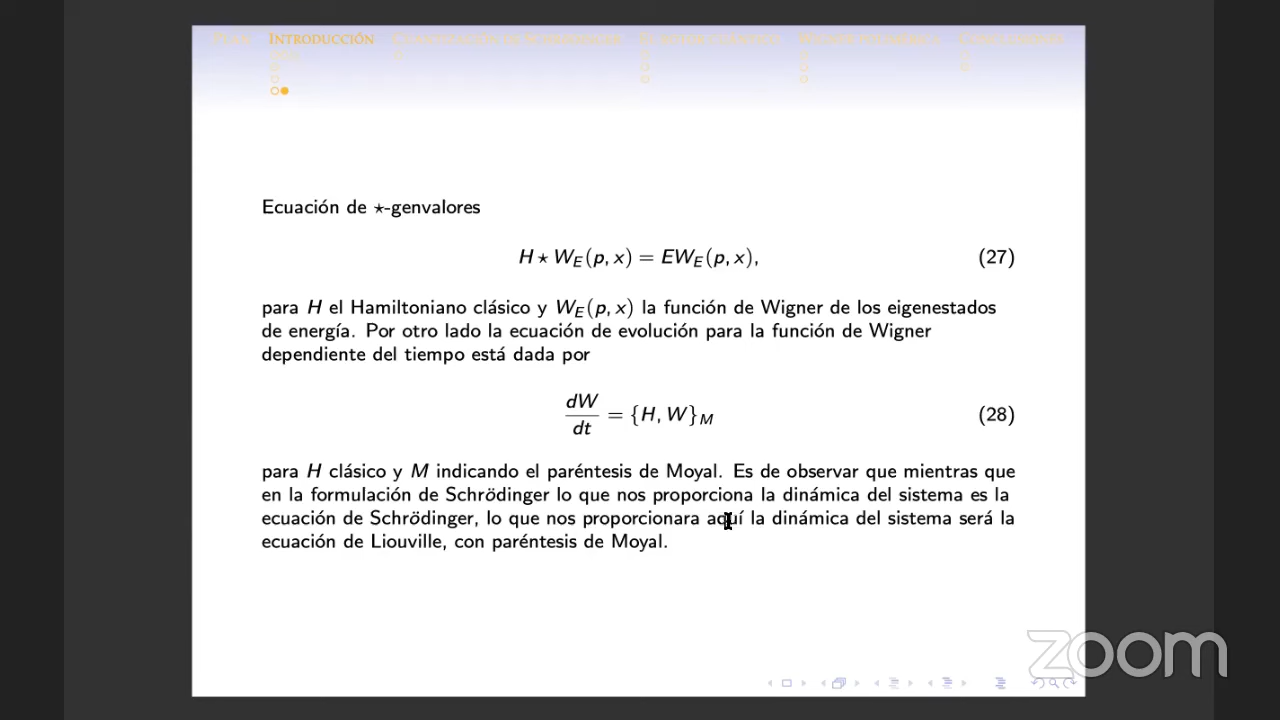 INTRODUCCIÓN
Ecuación de ⋆-genvalores
H ⋆ W_E(p, x) = EW_E(p, x), (27)
para H el Hamiltoniano clásico y W_E(p, x) la función de Wigner de los eigenestados
de energía. Por otro lado la ecuación de evolución para la función de Wigner
dependiente del tiempo está dada por
dW/dt = {H, W}_M (28)
para H clásico y M indicando el paréntesis de Moyal. Es de observar que mientras que
en la formulación de Schrödinger lo que nos proporciona la dinámica del sistema es la
ecuación de Schrödinger, lo que nos proporcionara aquí la dinámica del sistema será la
ecuación de Liouville, con paréntesis de Moyal.
zoom